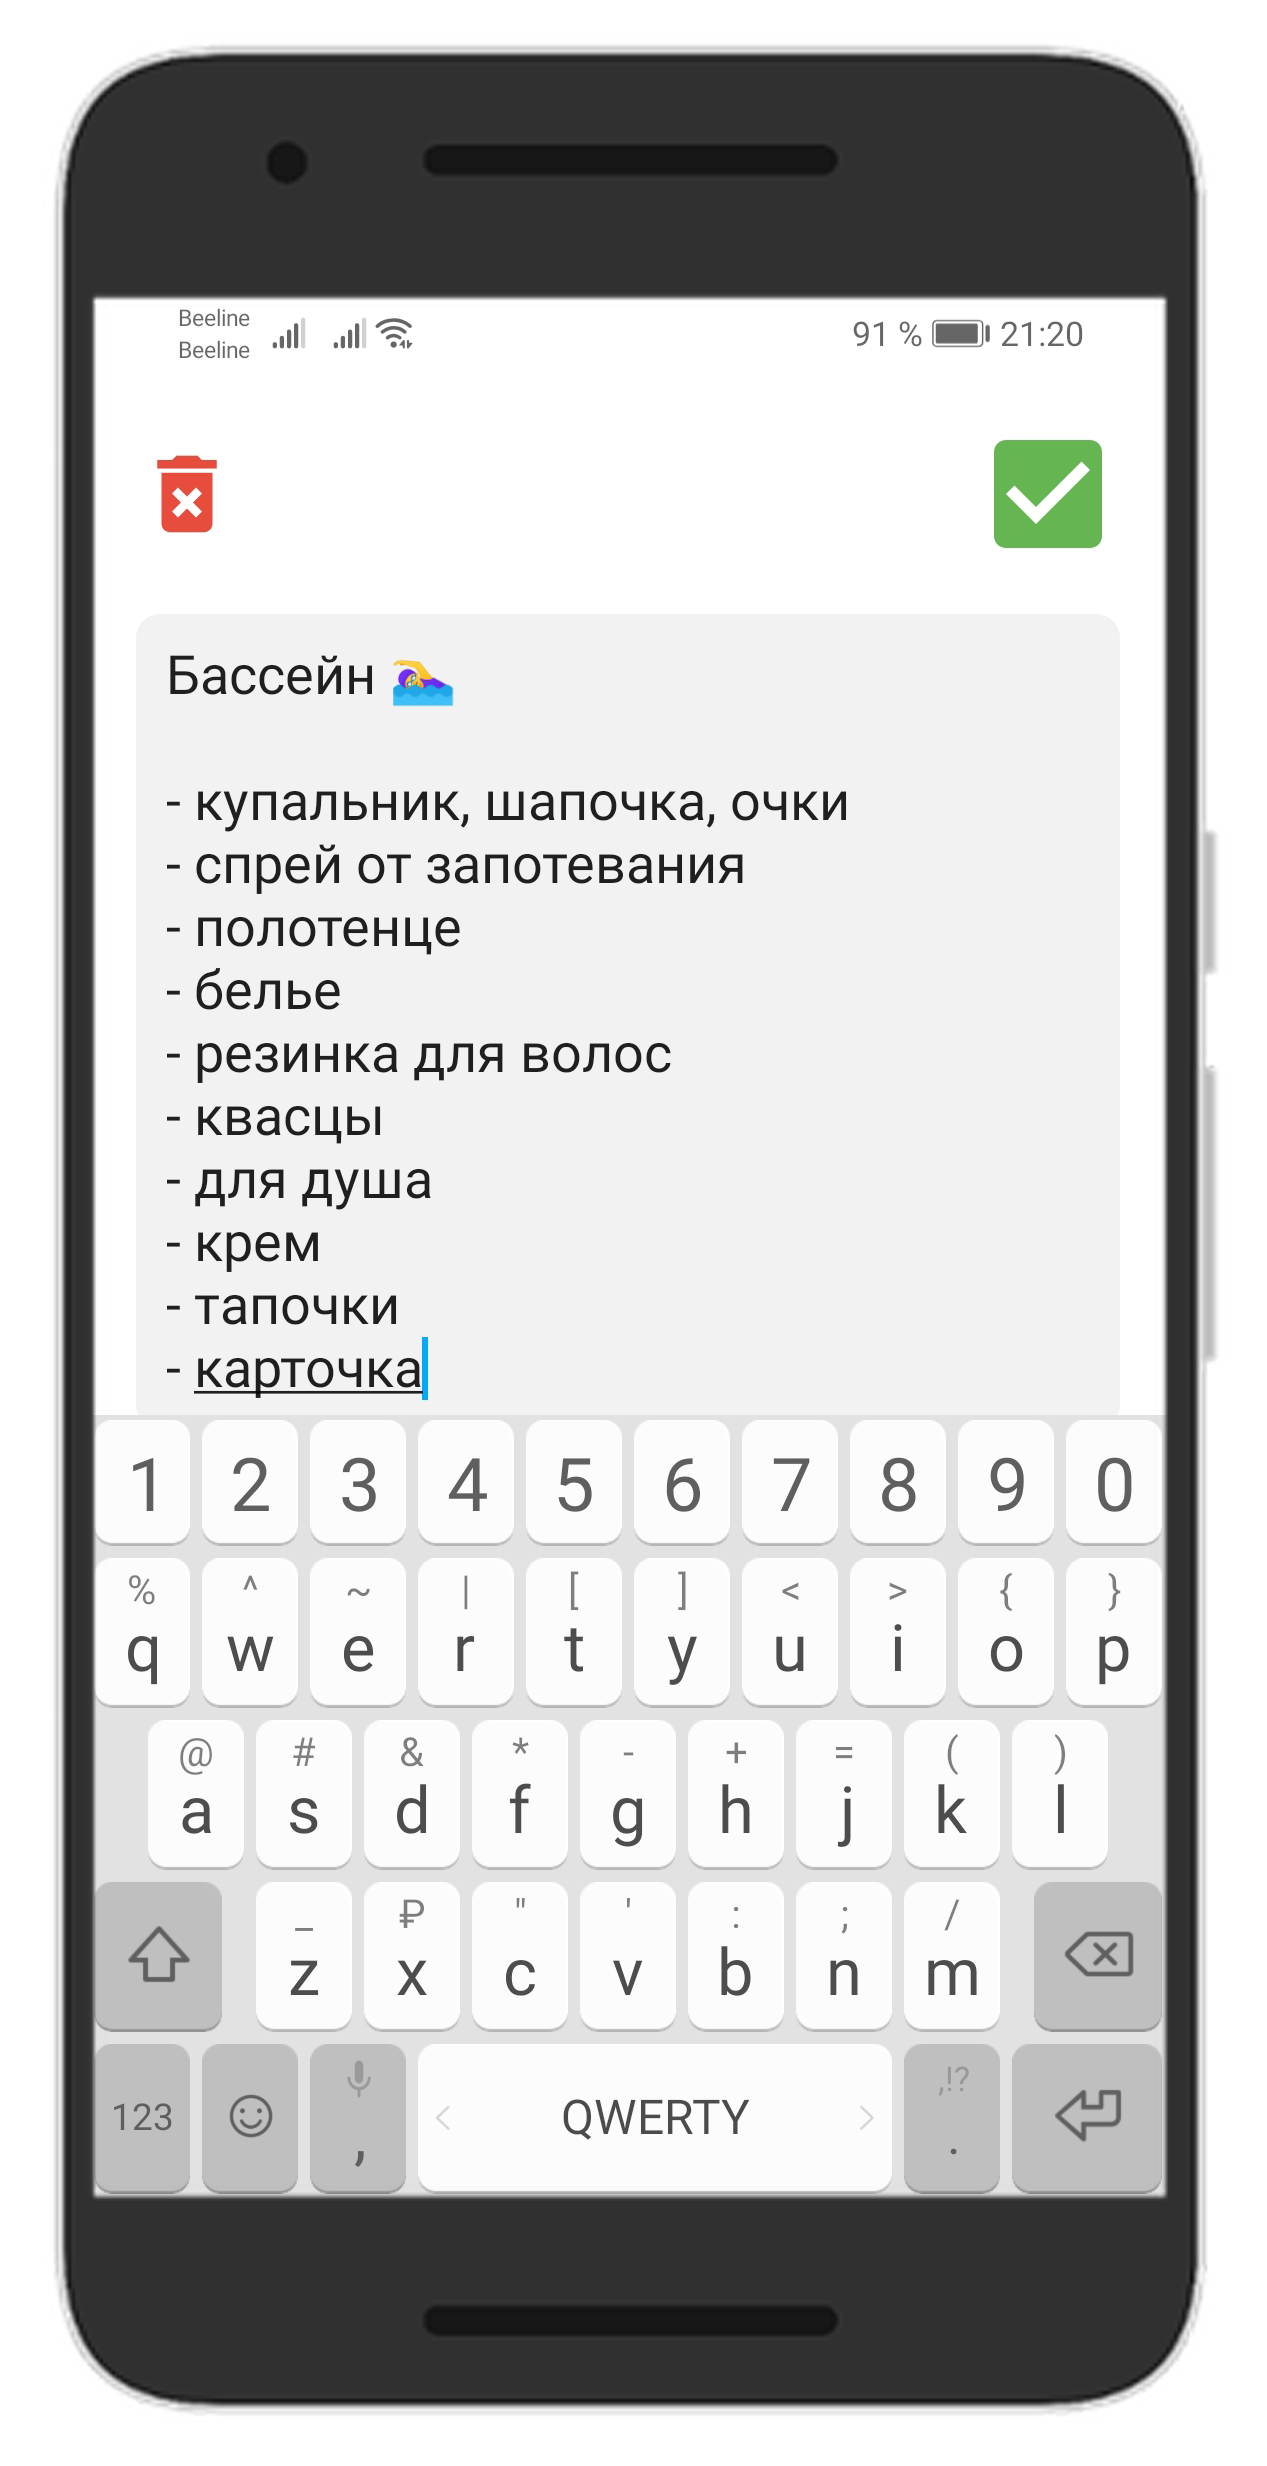 Beeline
Beeline
91 % 21:20
Бассейн 🏊‍♀️
- купальник, шапочка, очки
- спрей от запотевания
- полотенце
- белье
- резинка для волос
- квасцы
- для душа
- крем
- тапочки
- карточка
1 2 3 4 5 6 7 8 9 0
% ^ ~ | [ ] < > { }
q w e r t y u i o p
@ # & * - + = ( )
a s d f g h j k l
_ ₽ " ' : ; /
z x c v b n m
,!?
123 , QWERTY .